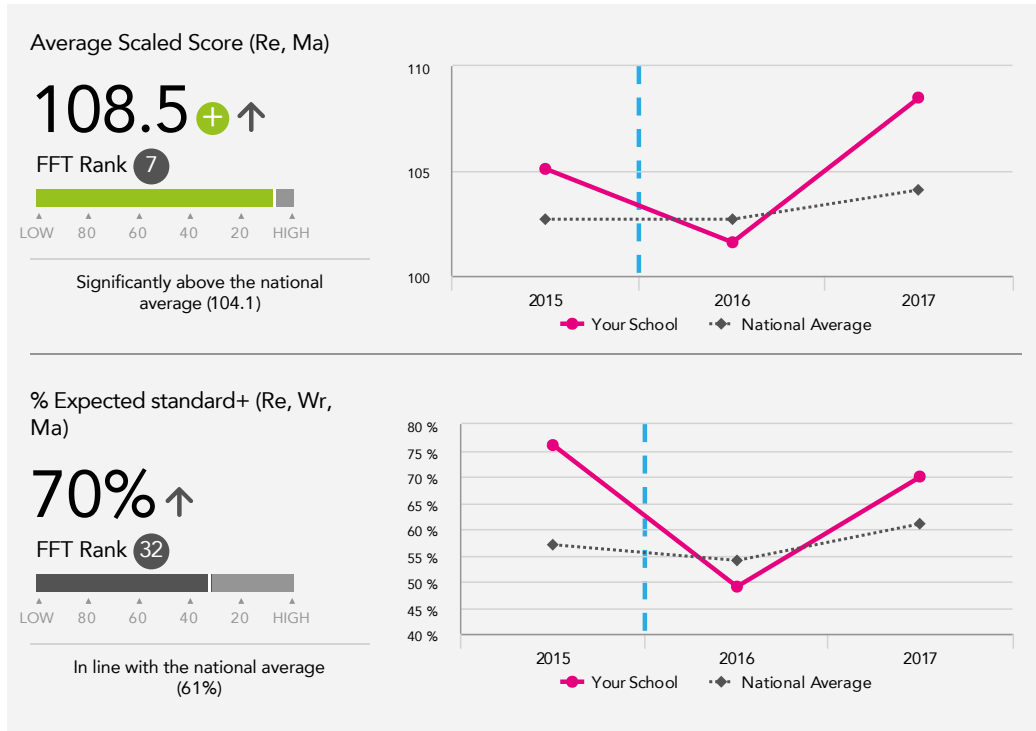 Average Scaled Score (Re, Ma)
108.5 +
FFT Rank 7
LOW 80 60 40 20 HIGH
Significantly above the national
average (104.1)
110
105
100
2015 2016 2017
Your School National Average
% Expected standard+ (Re, Wr,
Ma)
70%
FFT Rank 32
LOW 80 60 40 20 HIGH
In line with the national average
(61%)
80 %
75 %
70 %
65 %
60 %
55 %
50 %
45 %
40 %
2015 2016 2017
Your School National Average